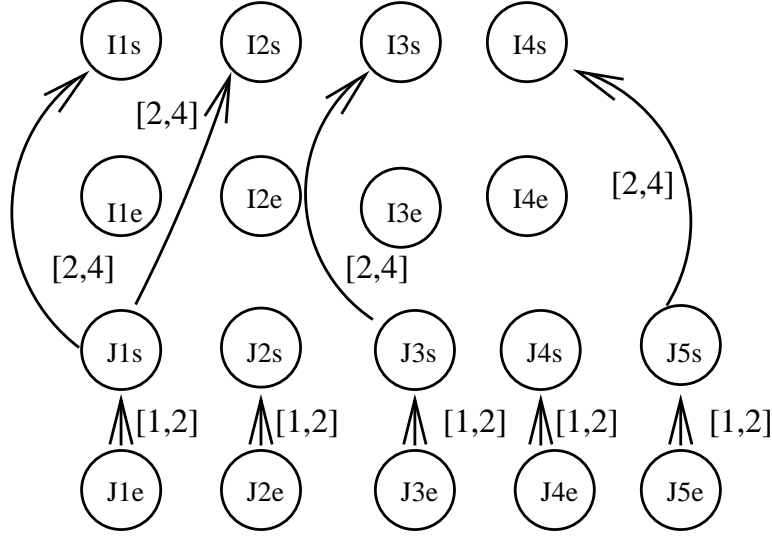 I1s I2s I3s I4s
[2,4]
I1e I2e I3e I4e
[2,4]
[2,4] [2,4]
J1s J2s J3s J4s J5s
[1,2] [1,2] [1,2] [1,2] [1,2]
J1e J2e J3e J4e J5e